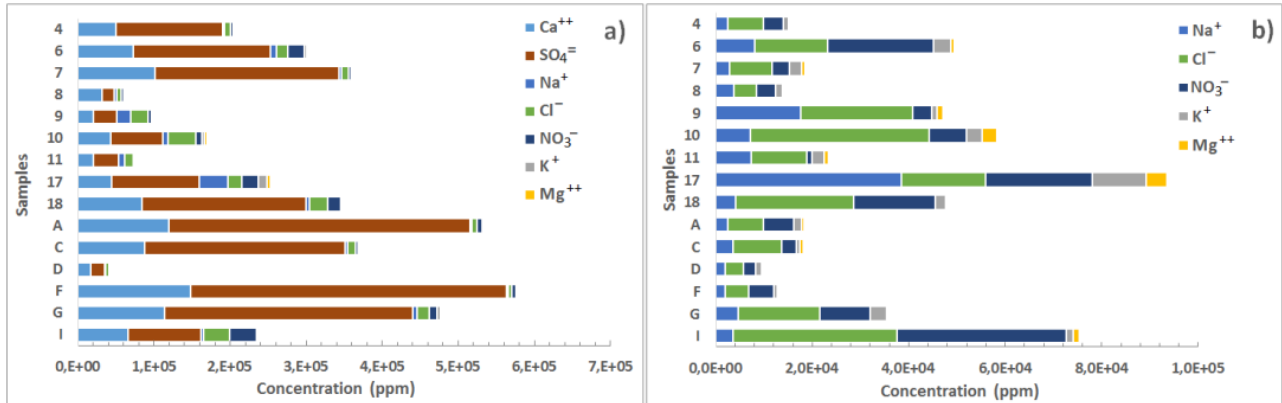 a)
4
6
7
8
9
10
11
17
18
A
C
D
F
G
I
Samples
Ca⁺⁺
SO₄⁼
Na⁺
Cl⁻
NO₃⁻
K⁺
Mg⁺⁺
0,E+00 1,E+05 2,E+05 3,E+05 4,E+05 5,E+05 6,E+05 7,E+05
Concentration (ppm)
b)
4
6
7
8
9
10
11
17
18
A
C
D
F
G
I
Samples
Na⁺
Cl⁻
NO₃⁻
K⁺
Mg⁺⁺
0,0E+00 2,0E+04 4,0E+04 6,0E+04 8,0E+04 1,0E+05
Concentration (ppm)